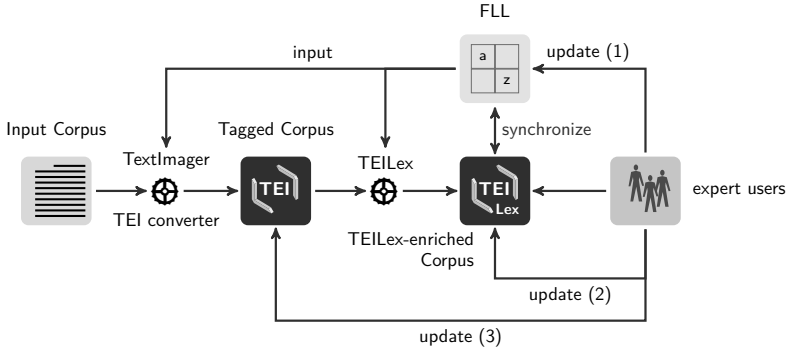 FLL
input
update (1)
a
z
Input Corpus
Tagged Corpus
synchronize
TextImager
TEILex
TEI
TEI
Lex
expert users
TEI converter
TEILex-enriched
Corpus
update (2)
update (3)